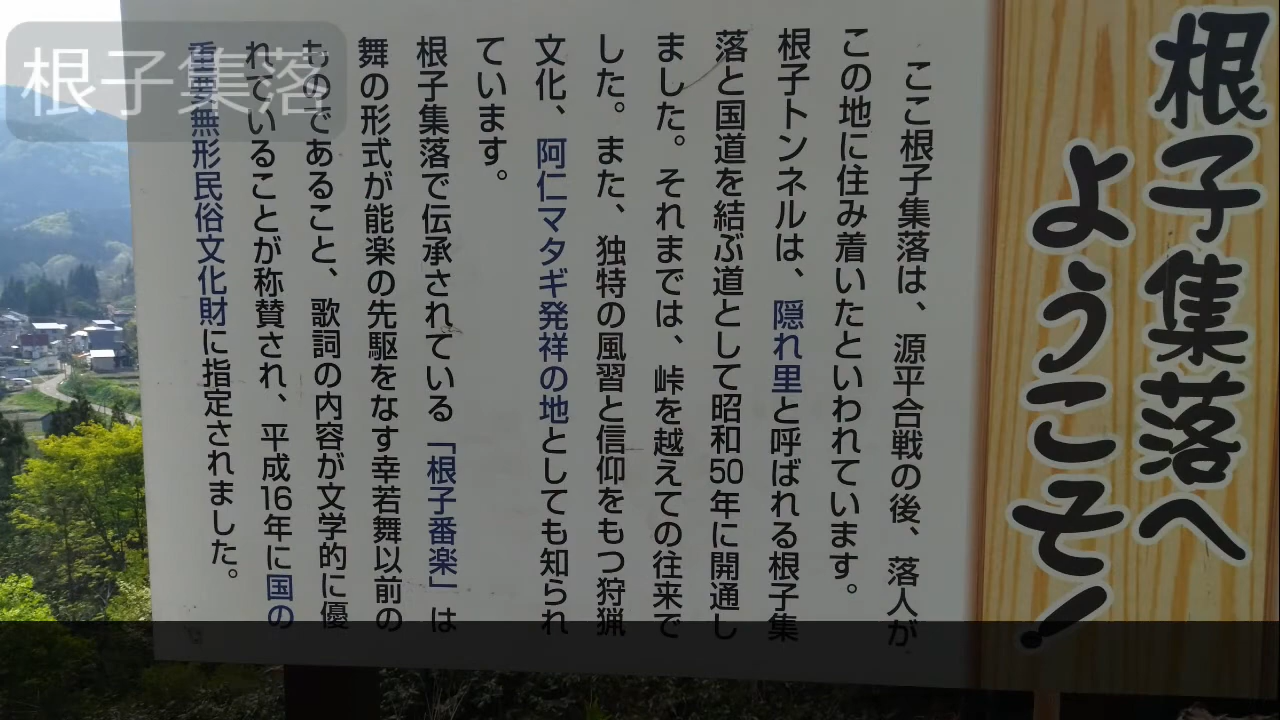 根子集落
根子集落へ
ようこそ!
ここ根子集落は、源平合戦の後、落人が
この地に住み着いたといわれています。
根子トンネルは、隠れ里と呼ばれる根子集
落と国道を結ぶ道として昭和50年に開通し
ました。それまでは、峠を越えての往来で
した。また、独特の風習と信仰をもつ狩猟
文化、阿仁マタギ発祥の地としても知られ
ています。
根子集落で伝承されている「根子番楽」は
舞の形式が能楽の先駆をなす幸若舞以前の
ものであること、歌詞の内容が文学的に優
れていることが称賛され、平成16年に国の
重要無形民俗文化財に指定されました。